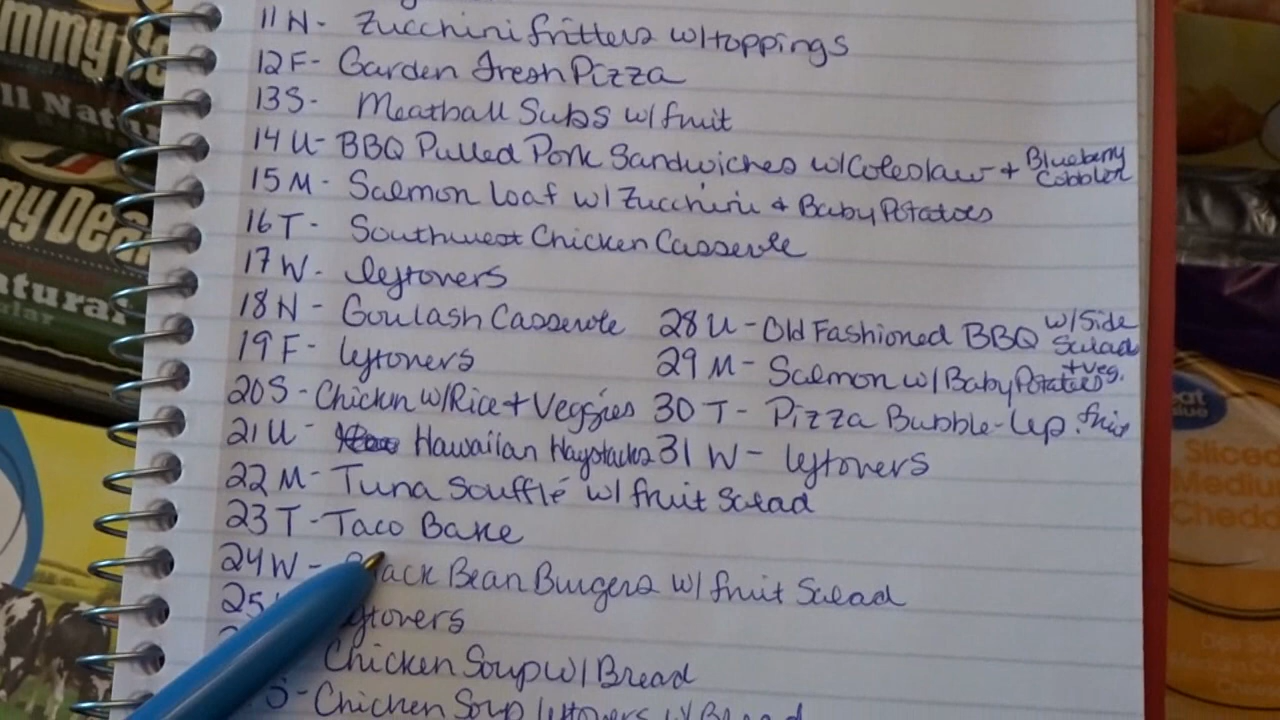 11 N- Zucchini fritters w/toppings
12 F- Garden Fresh Pizza
13 S- Meatball Subs w/ fruit
14 U- BBQ Pulled Pork Sandwiches w/Coleslaw + Blueberry Cobbler
15 M- Salmon Loaf w/ Zucchini & Baby Potatoes
16 T- Southwest Chicken Casserole
17 W- leftovers
18 N- Goulash Casserole
19 F- leftovers
20 S- Chicken w/Rice + Veggies
21 U- Hawaiian Haystacks
22 M- Tuna Soufflé w/ fruit Salad
23 T- Taco Bake
24 W- Black Bean Burgers w/ fruit Salad
25
Chicken Soup w/ Bread
S- Chicken Soup leftovers w/ Bread
28 U- Old Fashioned BBQ w/ Side Salad
29 M- Salmon w/ Baby Potatoes + Veg.
30 T- Pizza Bubble-Up fruit
31 W- leftovers
Sliced